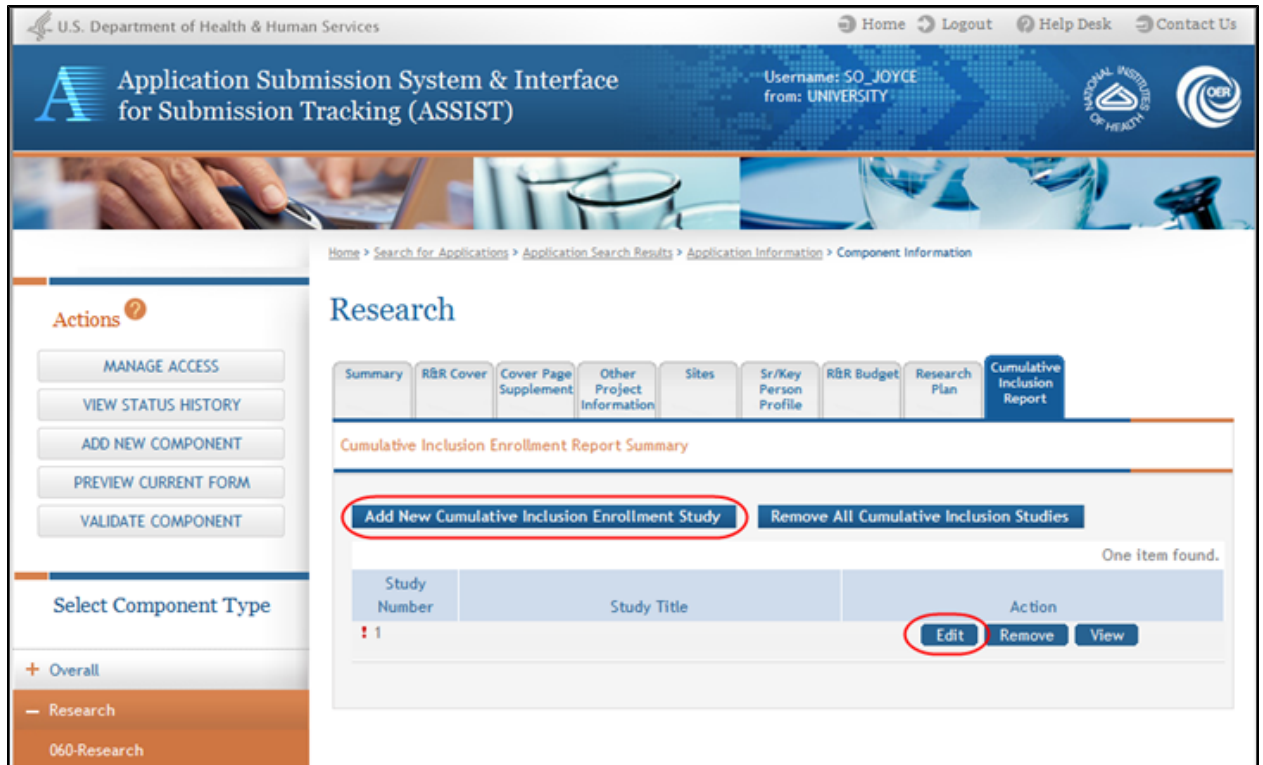 U.S. Department of Health & Human Services
Home Logout Help Desk Contact Us
A
Application Submission System & Interface
for Submission Tracking (ASSIST)
Username: SO_JOYCE
from: UNIVERSITY
NATIONAL INSTITUTES OF HEALTH
OER
Home > Search for Applications > Application Search Results > Application Information > Component Information
Actions ?
MANAGE ACCESS
VIEW STATUS HISTORY
ADD NEW COMPONENT
PREVIEW CURRENT FORM
VALIDATE COMPONENT
Select Component Type
+ Overall
– Research
060-Research
Research
Summary
R&R Cover
Cover Page
Supplement
Other
Project
Information
Sites
Sr/Key
Person
Profile
R&R Budget
Research
Plan
Cumulative
Inclusion
Report
Cumulative Inclusion Enrollment Report Summary
Add New Cumulative Inclusion Enrollment Study
Remove All Cumulative Inclusion Studies
One item found.
Study
Number
Study Title
Action
! 1
Edit Remove View